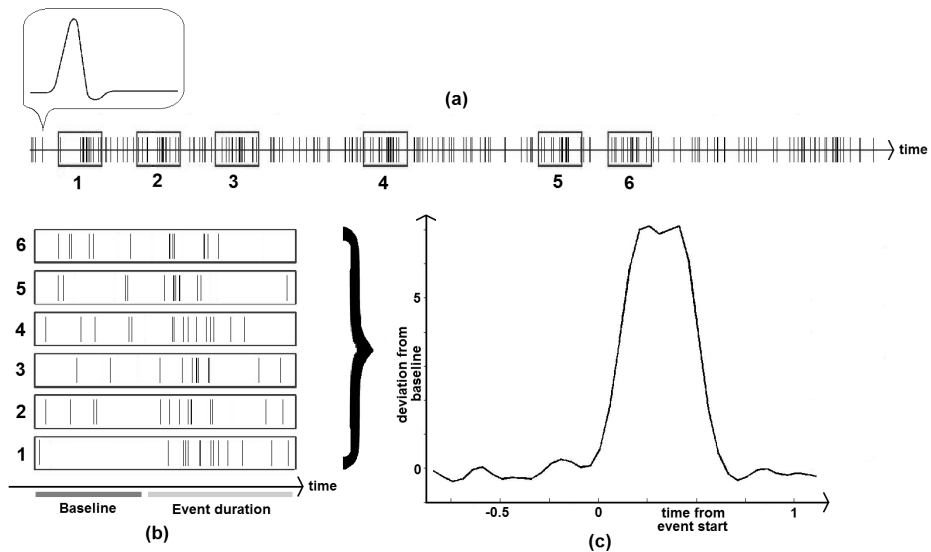 (a)
time
1 2 3 4 5 6
6
5
4
3
2
1
time
Baseline
Event duration
(b)
deviation from
baseline
5
0
-0.5 0 1
time from
event start
(c)